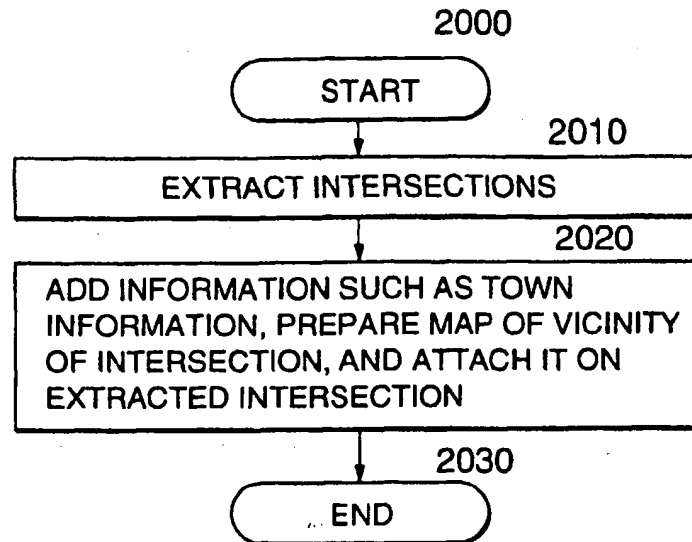 2000
START
2010
EXTRACT INTERSECTIONS
2020
ADD INFORMATION SUCH AS TOWN
INFORMATION, PREPARE MAP OF VICINITY
OF INTERSECTION, AND ATTACH IT ON
EXTRACTED INTERSECTION
2030
END